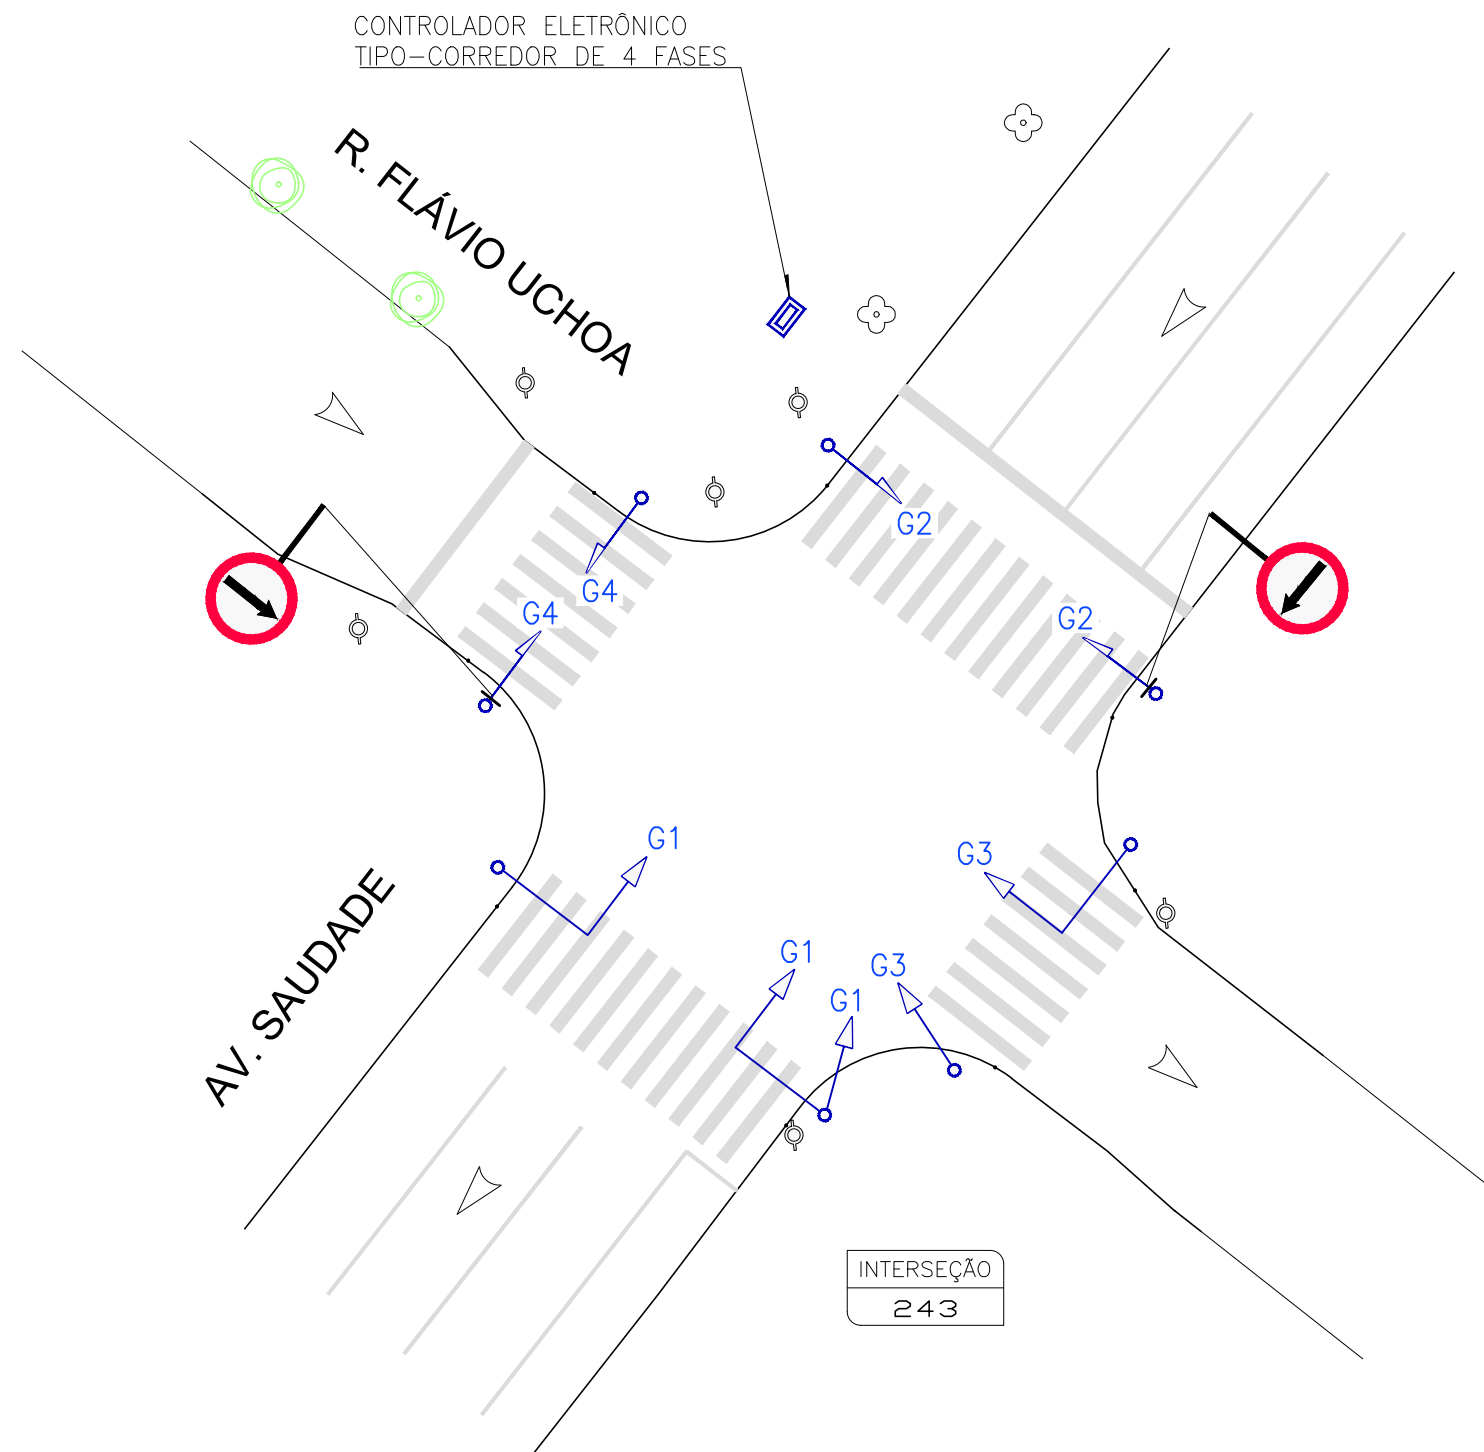 CONTROLADOR ELETRÔNICO
TIPO-CORREDOR DE 4 FASES
R. FLÁVIO UCHOA
G2
G4
G4
G2
G1
G3
AV. SAUDADE
G1
G3
G1
INTERSEÇÃO
243